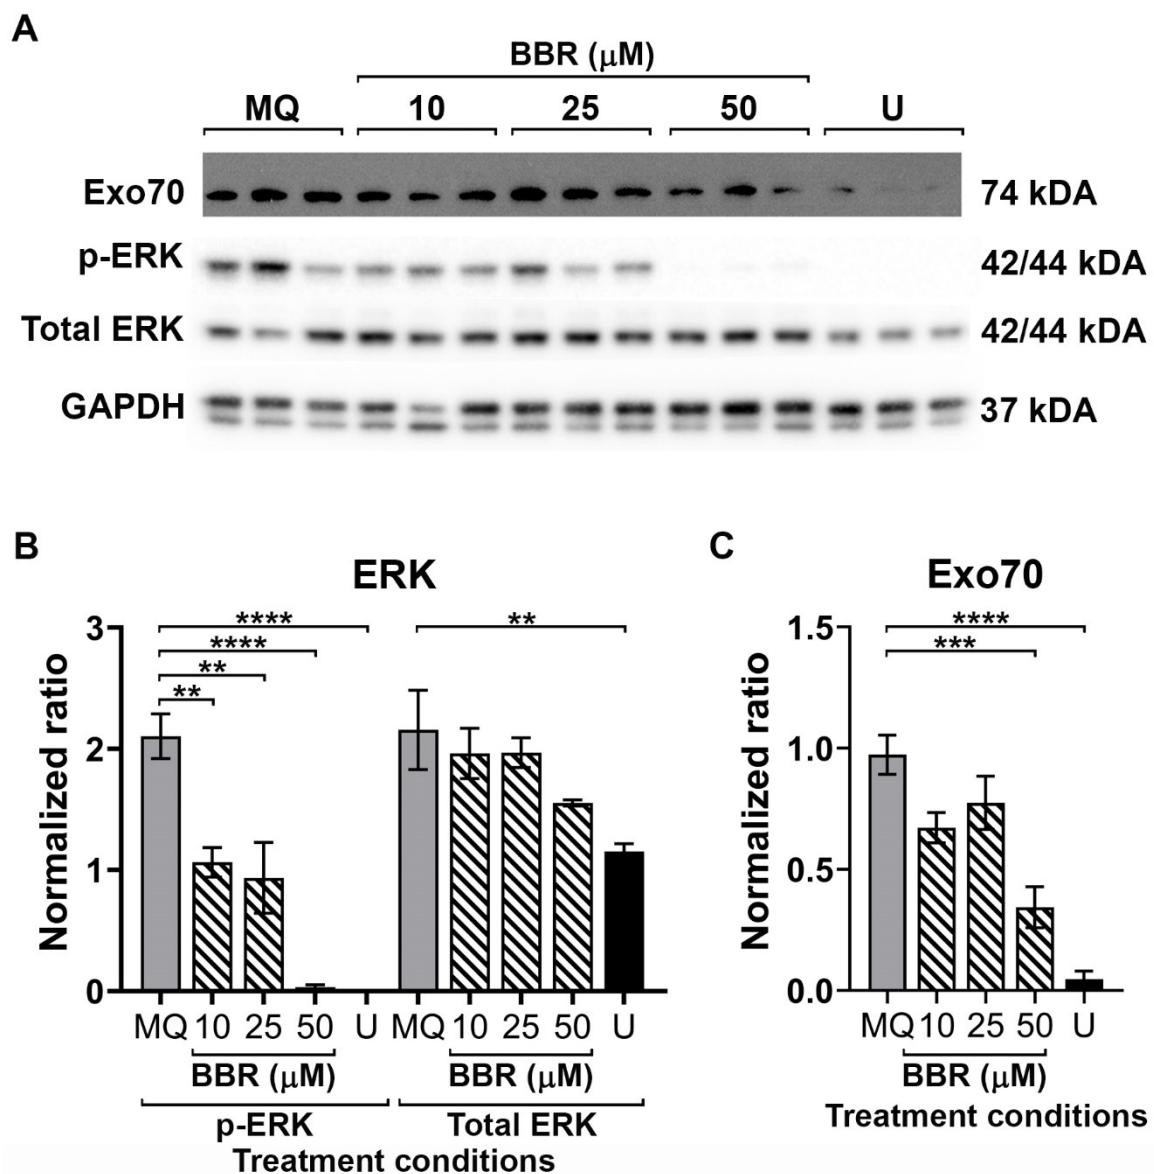 A
BBR (μM)
MQ 10 25 50 U
Exo70 74 kDA
p-ERK 42/44 kDA
Total ERK 42/44 kDA
GAPDH 37 kDA
B
ERK
Normalized ratio
3
2
1
0
****
****
**
**
**
MQ 10 25 50 U MQ 10 25 50 U
BBR (μM) BBR (μM)
p-ERK Total ERK
Treatment conditions
C
Exo70
Normalized ratio
1.5
1.0
0.5
0.0
****
***
MQ 10 25 50 U
BBR (μM)
Treatment conditions